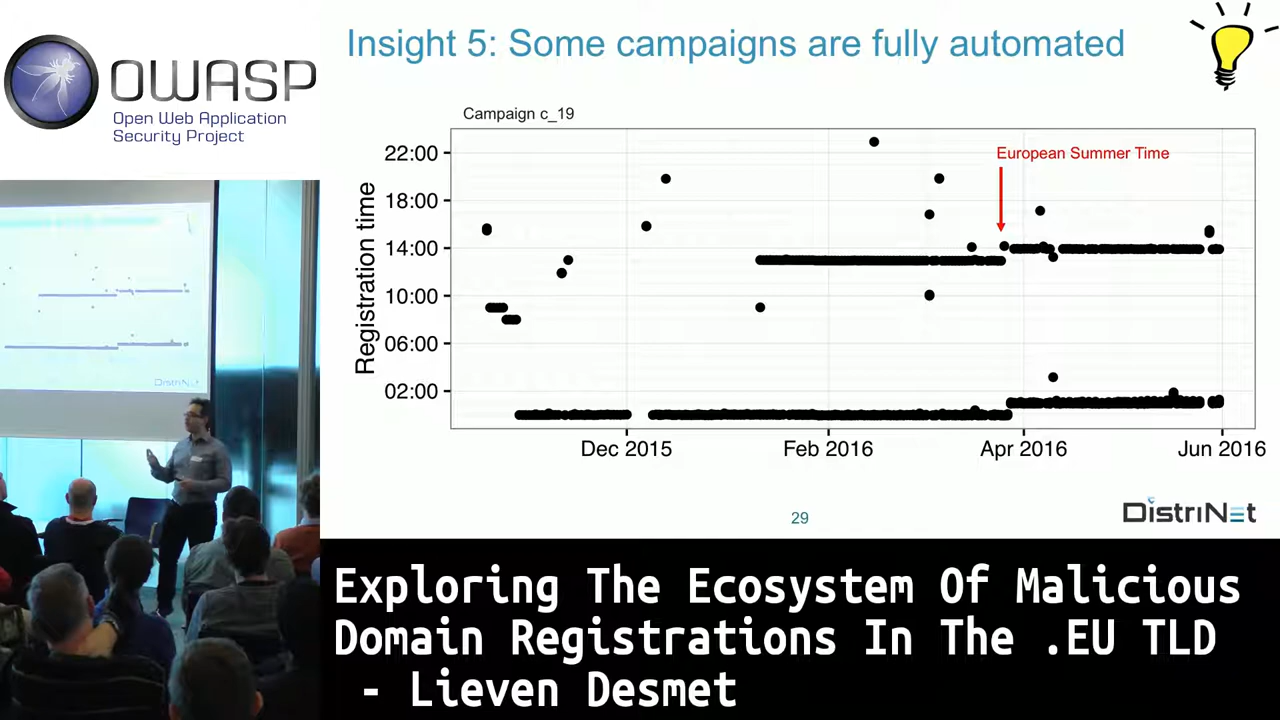 OWASP
Open Web Application
Security Project
Insight 5: Some campaigns are fully automated
Campaign c_19
European Summer Time
Registration time
22:00
18:00
14:00
10:00
06:00
02:00
Dec 2015
Feb 2016
Apr 2016
Jun 2016
29
DistriNet
DistriNet
Exploring The Ecosystem Of Malicious
Domain Registrations In The .EU TLD
- Lieven Desmet